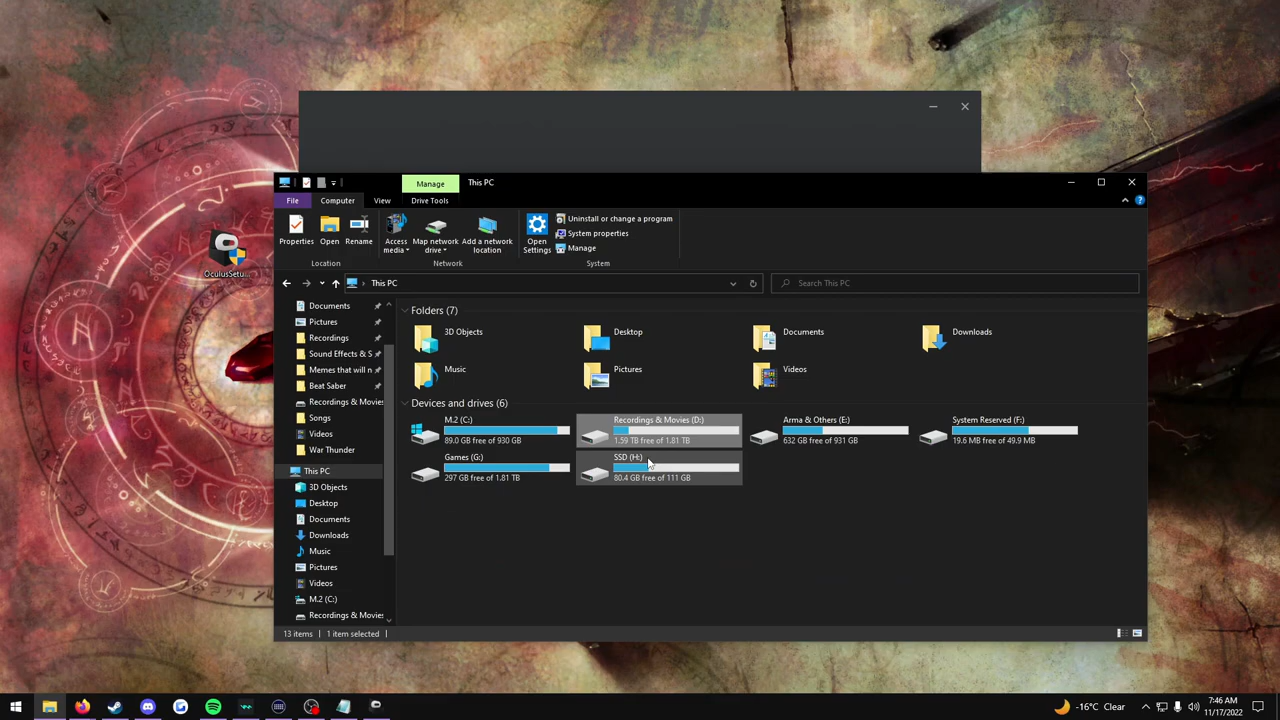 Manage
This PC
File
Computer
View
Drive Tools
Properties
Open
Rename
Access media
Map network drive
Add a network location
Open Settings
Uninstall or change a program
System properties
Manage
Location
Network
System
This PC
Search This PC
Documents
Pictures
Recordings
Sound Effects & S
Memes that will n
Beat Saber
Recordings & Movies
Songs
Videos
War Thunder
This PC
3D Objects
Desktop
Documents
Downloads
Music
Pictures
Videos
M.2 (C:)
Recordings & Movies
Folders (7)
3D Objects
Desktop
Documents
Downloads
Music
Pictures
Videos
Devices and drives (6)
M.2 (C:)
89.0 GB free of 930 GB
Recordings & Movies (D:)
1.59 TB free of 1.81 TB
Arma & Others (E:)
632 GB free of 931 GB
System Reserved (F:)
19.6 MB free of 49.9 MB
Games (G:)
297 GB free of 1.81 TB
SSD (H:)
80.4 GB free of 111 GB
13 items
1 item selected
OculusSetu...
-16°C Clear
7:46 AM
11/17/2022